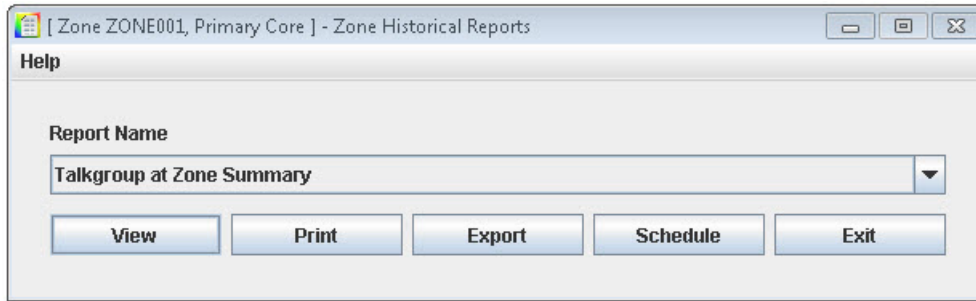 [ Zone ZONE001, Primary Core ] - Zone Historical Reports
Help
Report Name
Talkgroup at Zone Summary
View Print Export Schedule Exit